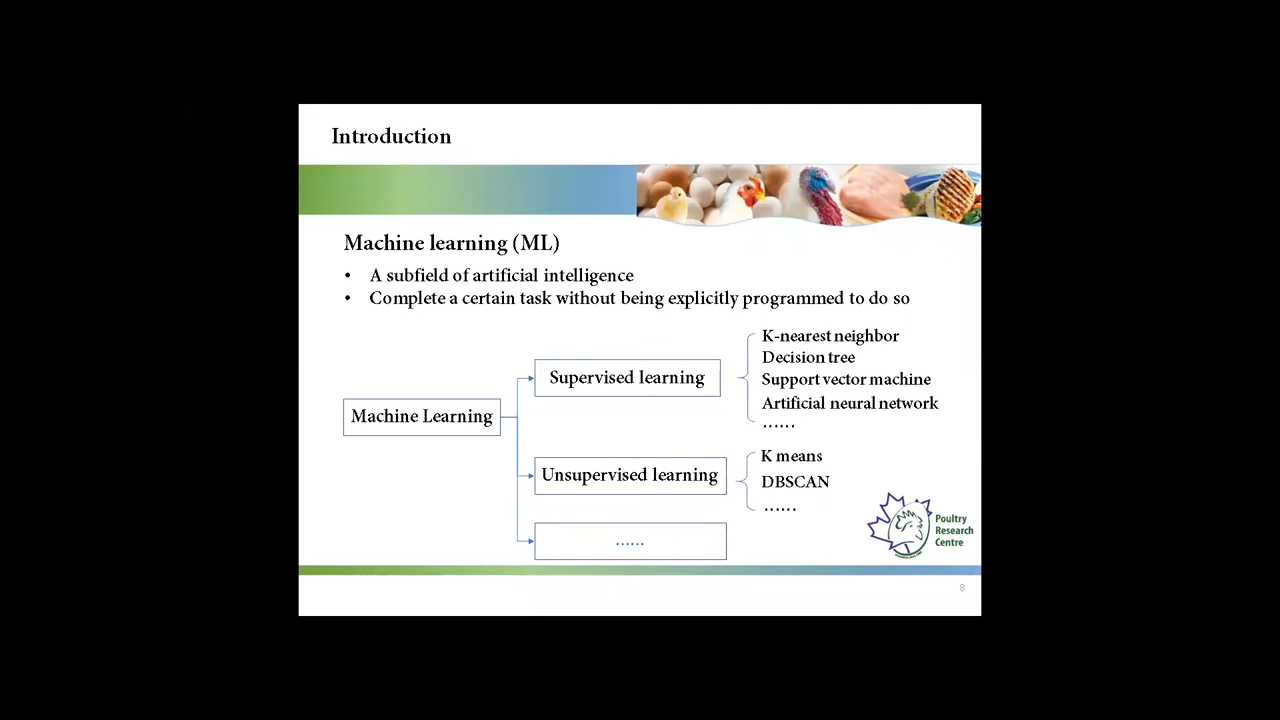 Introduction
Machine learning (ML)
• A subfield of artificial intelligence
• Complete a certain task without being explicitly programmed to do so
Machine Learning
Supervised learning
K-nearest neighbor
Decision tree
Support vector machine
Artificial neural network
......
Unsupervised learning
K means
DBSCAN
......
......
Poultry
Research
Centre
8